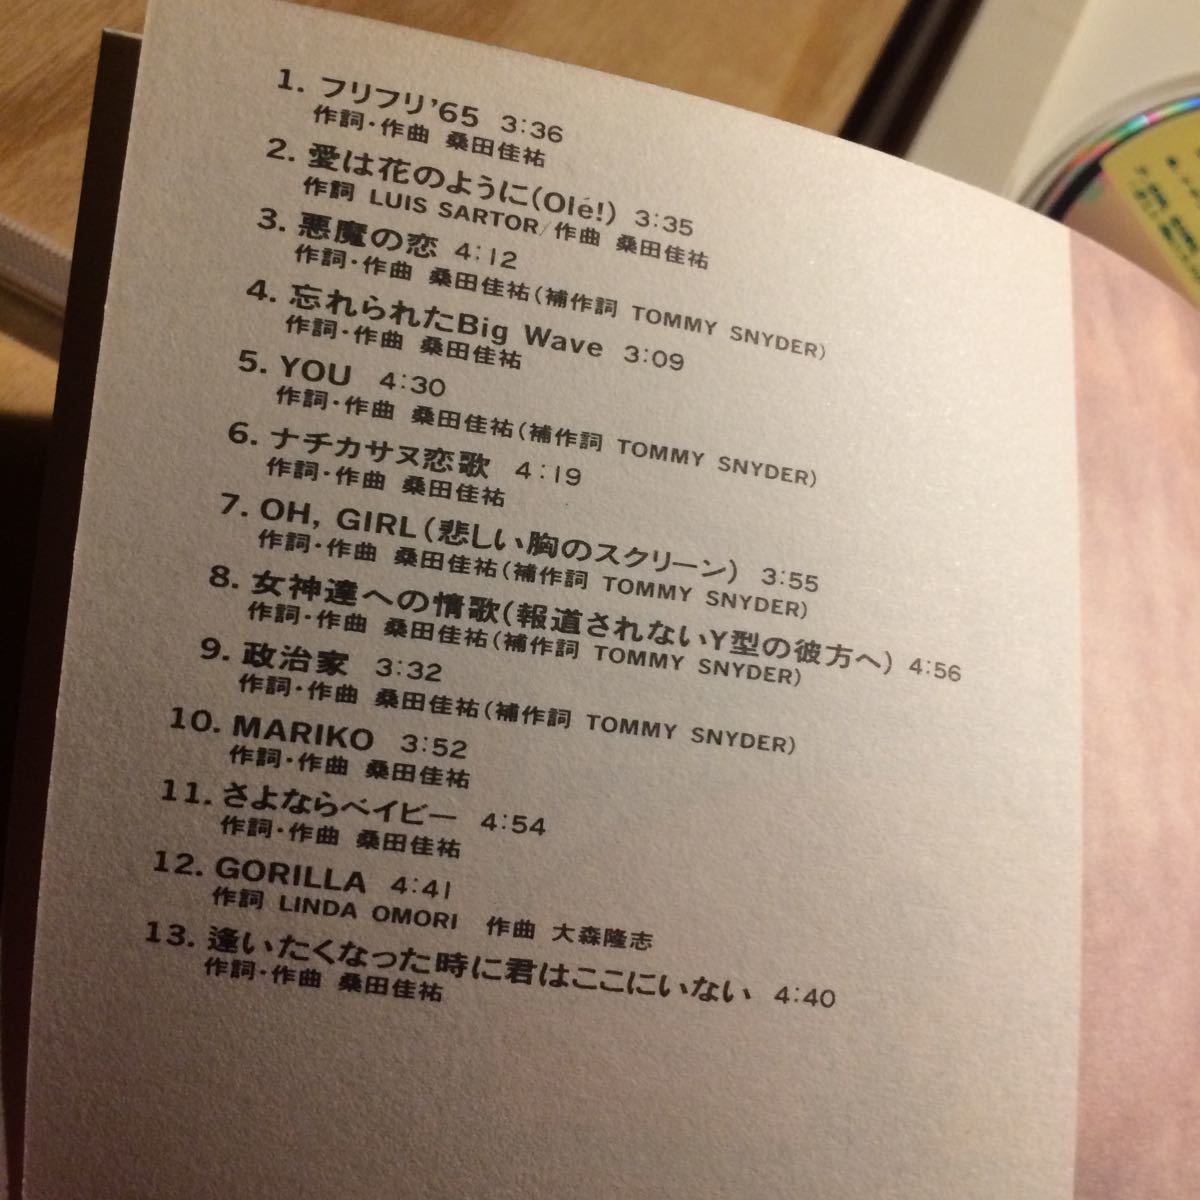 1. フリフリ'65 3:36
作詞・作曲 桑田佳祐
2. 愛は花のように(Olé!) 3:35
作詞 LUIS SARTOR/作曲 桑田佳祐
3. 悪魔の恋 4:12
作詞・作曲 桑田佳祐(補作詞 TOMMY SNYDER)
4. 忘れられたBig Wave 3:09
作詞・作曲 桑田佳祐
5. YOU 4:30
作詞・作曲 桑田佳祐(補作詞 TOMMY SNYDER)
6. ナチカサヌ恋歌 4:19
作詞・作曲 桑田佳祐
7. OH, GIRL(悲しい胸のスクリーン) 3:55
作詞・作曲 桑田佳祐(補作詞 TOMMY SNYDER)
8. 女神達への情歌(報道されないY型の彼方へ) 4:56
作詞・作曲 桑田佳祐(補作詞 TOMMY SNYDER)
9. 政治家 3:32
作詞・作曲 桑田佳祐(補作詞 TOMMY SNYDER)
10. MARIKO 3:52
作詞・作曲 桑田佳祐
11. さよならベイビー 4:54
作詞・作曲 桑田佳祐
12. GORILLA 4:41
作詞 LINDA OMORI 作曲 大森隆志
13. 逢いたくなった時に君はここにいない 4:40
作詞・作曲 桑田佳祐